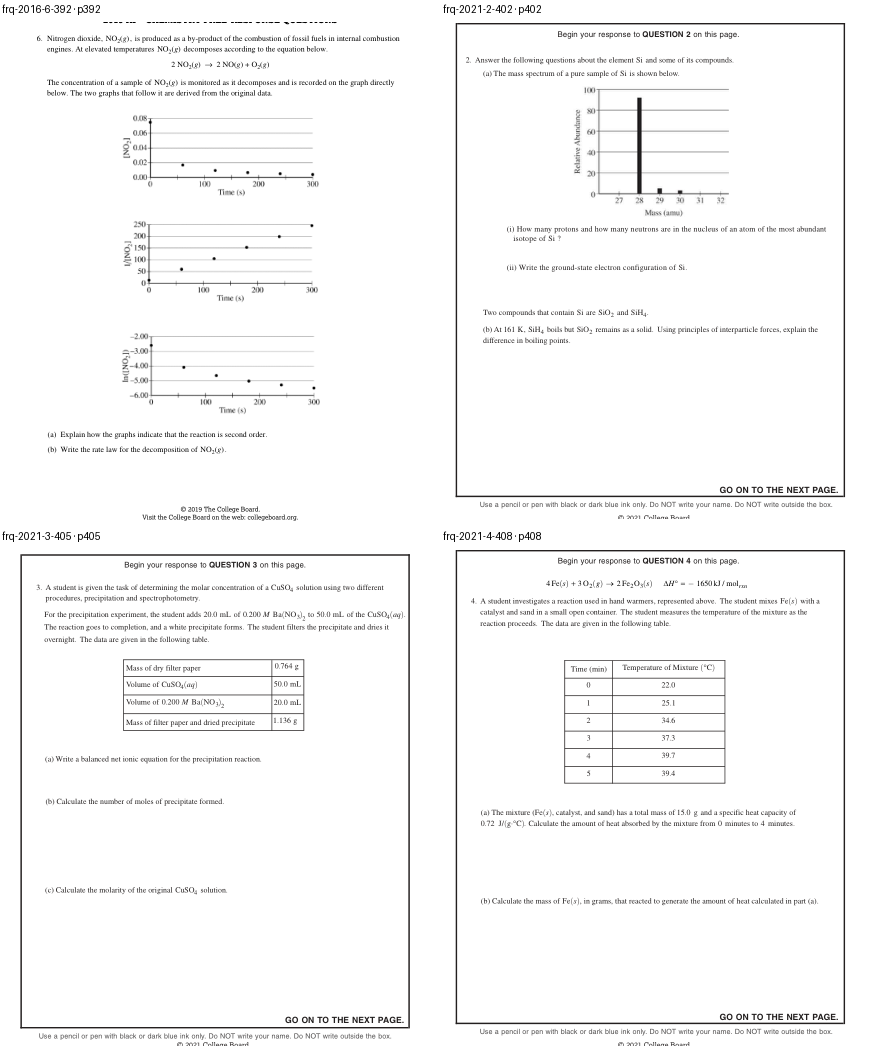 frq-2016-6-392 p392
6. Nitrogen dioxide, NO₂(g), is produced as a by-product of the combustion of fossil fuels in internal combustion
engines. At elevated temperatures NO₂(g) decomposes according to the equation below.
2 NO₂(g) → 2 NO(g) + O₂(g)
The concentration of a sample of NO₂(g) is monitored as it decomposes and is recorded on the graph directly
below. The two graphs that follow it are derived from the original data.
[NO₂]
0.08
0.06
0.04
0.02
0.00
0 100 200 300
Time (s)
1/[NO₂]
250
200
150
100
50
0
0 100 200 300
Time (s)
ln([NO₂])
–2.00
–3.00
–4.00
–5.00
–6.00
0 100 200 300
Time (s)
(a) Explain how the graphs indicate that the reaction is second order.
(b) Write the rate law for the decomposition of NO₂(g).
© 2019 The College Board.
Visit the College Board on the web: collegeboard.org.
frq-2021-2-402 p402
Begin your response to QUESTION 2 on this page.
2. Answer the following questions about the element Si and some of its compounds.
(a) The mass spectrum of a pure sample of Si is shown below.
Relative Abundance
100
80
60
40
20
0
27 28 29 30 31 32
Mass (amu)
(i) How many protons and how many neutrons are in the nucleus of an atom of the most abundant
isotope of Si ?
(ii) Write the ground-state electron configuration of Si.
Two compounds that contain Si are SiO₂ and SiH₄.
(b) At 161 K, SiH₄ boils but SiO₂ remains as a solid. Using principles of interparticle forces, explain the
difference in boiling points.
GO ON TO THE NEXT PAGE.
Use a pencil or pen with black or dark blue ink only. Do NOT write your name. Do NOT write outside the box.
© 2021 College Board
frq-2021-3-405 p405
Begin your response to QUESTION 3 on this page.
3. A student is given the task of determining the molar concentration of a CuSO₄ solution using two different
procedures, precipitation and spectrophotometry.
For the precipitation experiment, the student adds 20.0 mL of 0.200 M Ba(NO₃)₂ to 50.0 mL of the CuSO₄(aq).
The reaction goes to completion, and a white precipitate forms. The student filters the precipitate and dries it
overnight. The data are given in the following table.
Mass of dry filter paper 0.764 g
Volume of CuSO₄(aq) 50.0 mL
Volume of 0.200 M Ba(NO₃)₂ 20.0 mL
Mass of filter paper and dried precipitate 1.136 g
(a) Write a balanced net ionic equation for the precipitation reaction.
(b) Calculate the number of moles of precipitate formed.
(c) Calculate the molarity of the original CuSO₄ solution.
GO ON TO THE NEXT PAGE.
Use a pencil or pen with black or dark blue ink only. Do NOT write your name. Do NOT write outside the box.
© 2021 College Board
frq-2021-4-408 p408
Begin your response to QUESTION 4 on this page.
4 Fe(s) + 3 O₂(g) → 2 Fe₂O₃(s) ΔH° = − 1650 kJ / mol rxn
4. A student investigates a reaction used in hand warmers, represented above. The student mixes Fe(s) with a
catalyst and sand in a small open container. The student measures the temperature of the mixture as the
reaction proceeds. The data are given in the following table.
Time (min) Temperature of Mixture (°C)
0 22.0
1 25.1
2 34.6
3 37.3
4 39.7
5 39.4
(a) The mixture (Fe(s), catalyst, and sand) has a total mass of 15.0 g and a specific heat capacity of
0.72 J/(g·°C). Calculate the amount of heat absorbed by the mixture from 0 minutes to 4 minutes.
(b) Calculate the mass of Fe(s), in grams, that reacted to generate the amount of heat calculated in part (a).
GO ON TO THE NEXT PAGE.
Use a pencil or pen with black or dark blue ink only. Do NOT write your name. Do NOT write outside the box.
© 2021 College Board